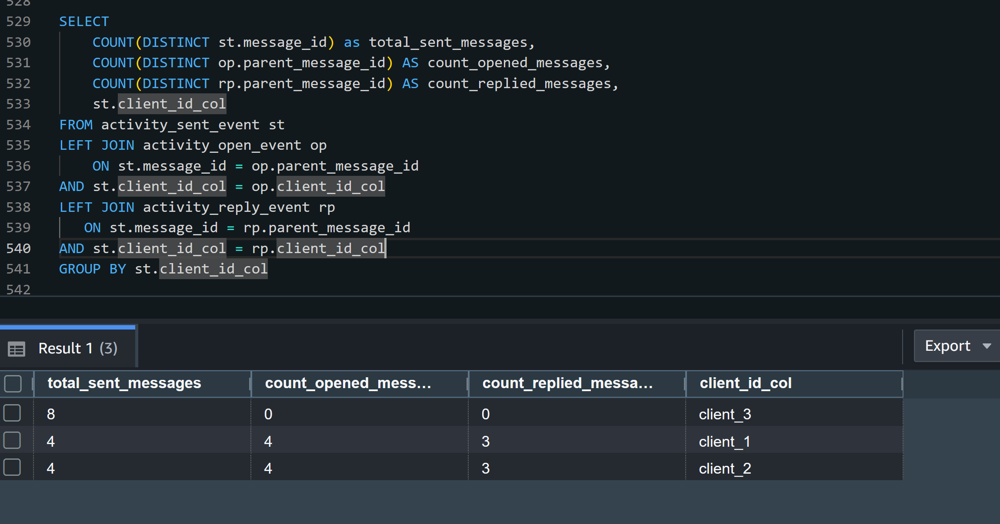 528
529 SELECT
530 COUNT(DISTINCT st.message_id) as total_sent_messages,
531 COUNT(DISTINCT op.parent_message_id) AS count_opened_messages,
532 COUNT(DISTINCT rp.parent_message_id) AS count_replied_messages,
533 st.client_id_col
534 FROM activity_sent_event st
535 LEFT JOIN activity_open_event op
536 ON st.message_id = op.parent_message_id
537 AND st.client_id_col = op.client_id_col
538 LEFT JOIN activity_reply_event rp
539 ON st.message_id = rp.parent_message_id
540 AND st.client_id_col = rp.client_id_col
541 GROUP BY st.client_id_col
542
Result 1 (3) Export
total_sent_messages count_opened_mess... count_replied_messa... client_id_col
8 0 0 client_3
4 4 3 client_1
4 4 3 client_2